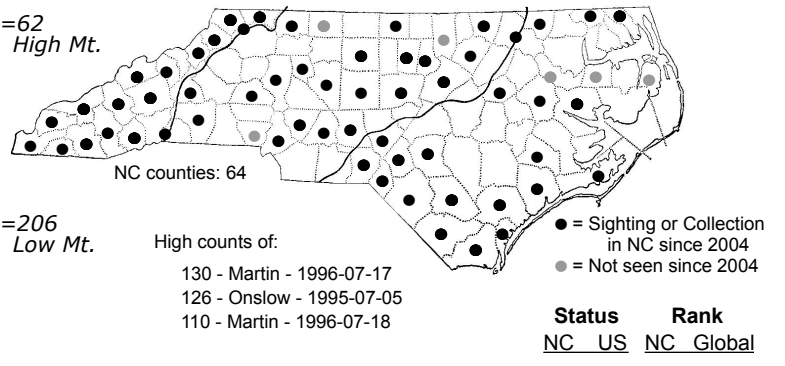 =62
High Mt.
NC counties: 64
=206
Low Mt.
High counts of:
130 - Martin - 1996-07-17
126 - Onslow - 1995-07-05
110 - Martin - 1996-07-18
= Sighting or Collection
in NC since 2004
= Not seen since 2004
Status Rank
NC US NC Global